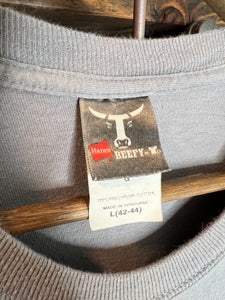 Hanes
BEEFY-T
100% PRESHRUNK COTTON
MADE IN HONDURAS
L (42-44)